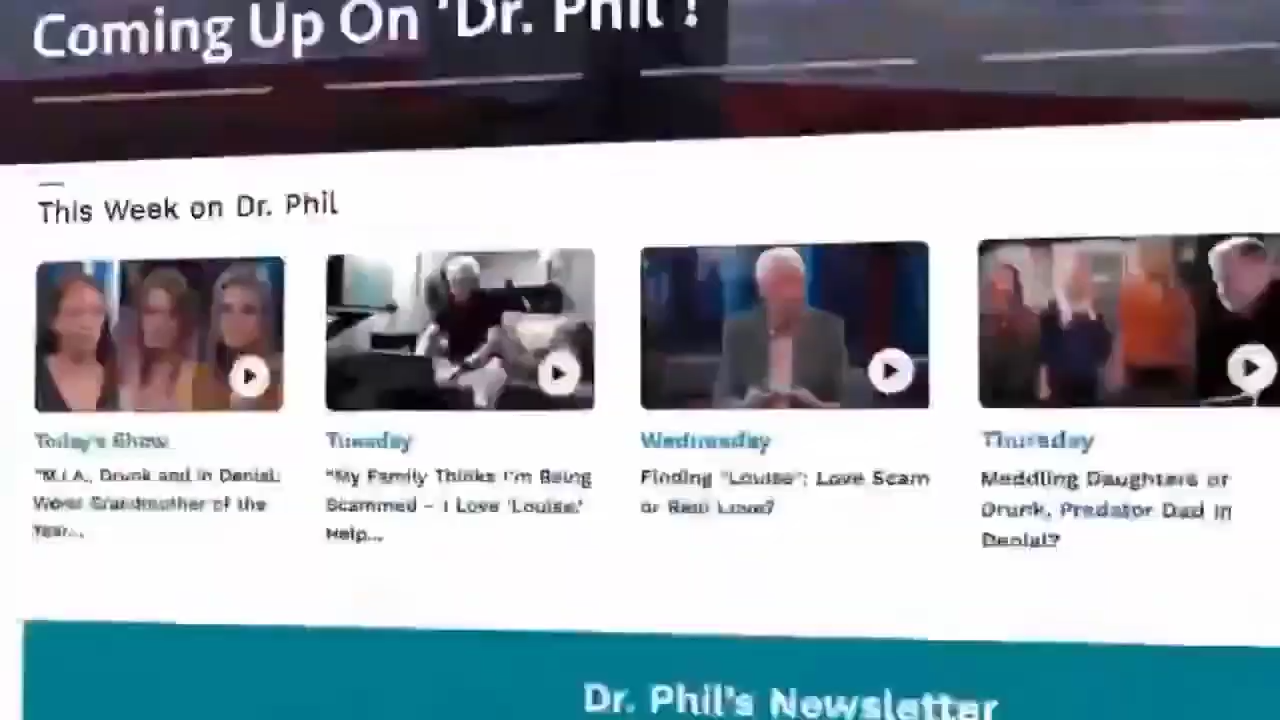 Coming Up On 'Dr. Phil'!
This Week on Dr. Phil
Today's Show
"M.I.A., Drunk and in Denial:
Worst Grandmother of the
Year...
Tuesday
"My Family Thinks I'm Being
Scammed – I Love 'Louise.'
Help...
Wednesday
Finding "Louise": Love Scam
or Real Love?
Thursday
Meddling Daughters or
Drunk, Predator Dad in
Denial?
Dr. Phil's Newsletter